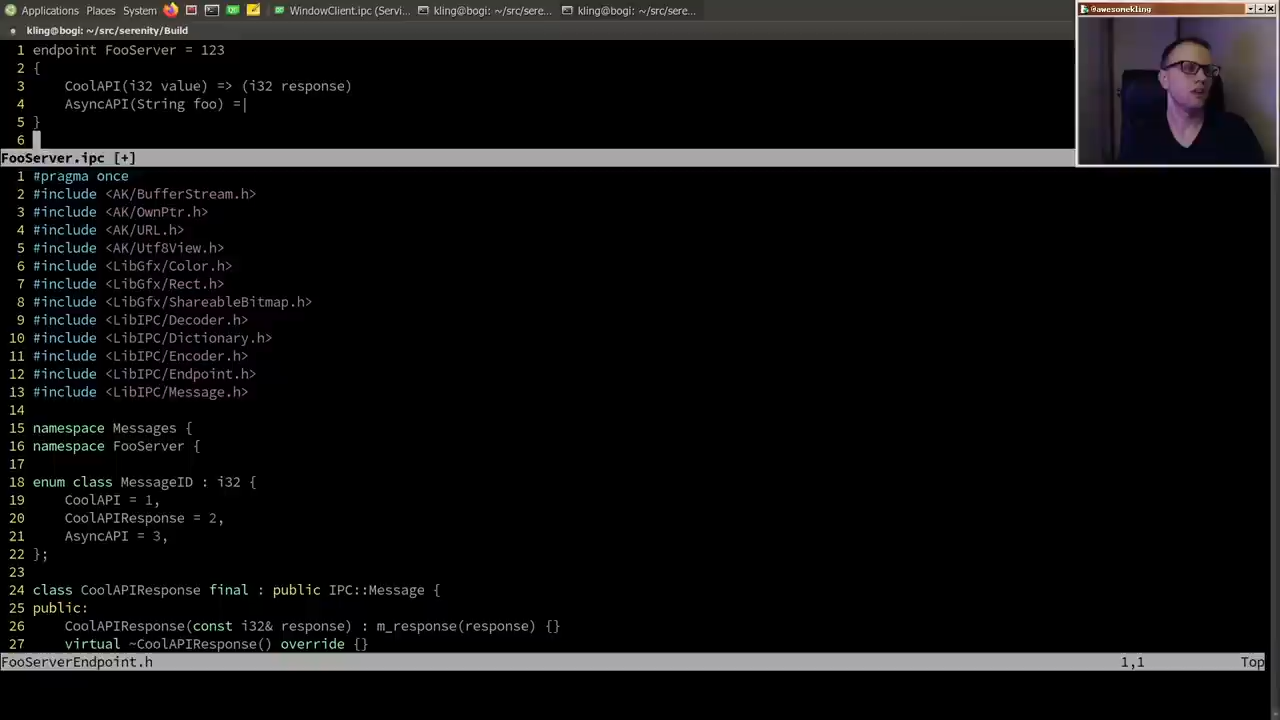 Applications Places System WindowClient.ipc (Servi... kling@bogi: ~/src/sere... kling@bogi: ~/src/sere...
@awesomekling
kling@bogi: ~/src/serenity/Build
1 endpoint FooServer = 123
2 {
3 CoolAPI(i32 value) => (i32 response)
4 AsyncAPI(String foo) =|
5 }
6
FooServer.ipc [+]
1 #pragma once
2 #include <AK/BufferStream.h>
3 #include <AK/OwnPtr.h>
4 #include <AK/URL.h>
5 #include <AK/Utf8View.h>
6 #include <LibGfx/Color.h>
7 #include <LibGfx/Rect.h>
8 #include <LibGfx/ShareableBitmap.h>
9 #include <LibIPC/Decoder.h>
10 #include <LibIPC/Dictionary.h>
11 #include <LibIPC/Encoder.h>
12 #include <LibIPC/Endpoint.h>
13 #include <LibIPC/Message.h>
14
15 namespace Messages {
16 namespace FooServer {
17
18 enum class MessageID : i32 {
19 CoolAPI = 1,
20 CoolAPIResponse = 2,
21 AsyncAPI = 3,
22 };
23
24 class CoolAPIResponse final : public IPC::Message {
25 public:
26 CoolAPIResponse(const i32& response) : m_response(response) {}
27 virtual ~CoolAPIResponse() override {}
FooServerEndpoint.h 1,1 Top